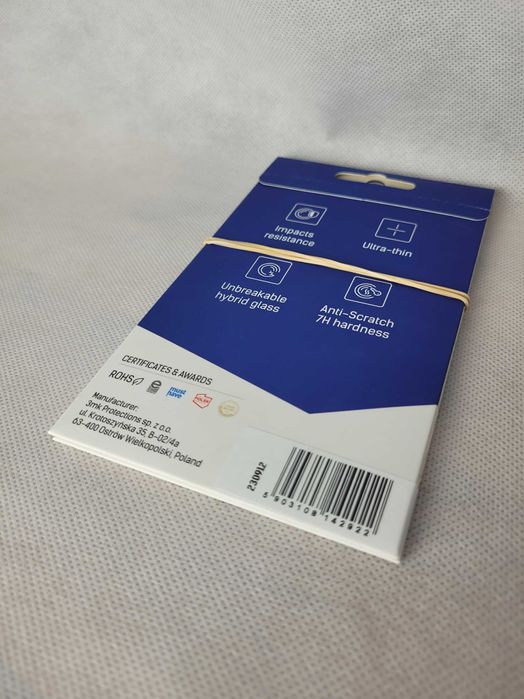 Impacts
resistance
Ultra-thin
Unbreakable
hybrid glass
Anti-Scratch
7H hardness
CERTIFICATES & AWARDS
ROHS
must
have
POLAND
Manufacturer:
3mk Protections sp. z o.o.
ul. Krotoszyńska 35, B-02/4a
63-400 Ostrów Wielkopolski, Poland
230912
5 903108 142922